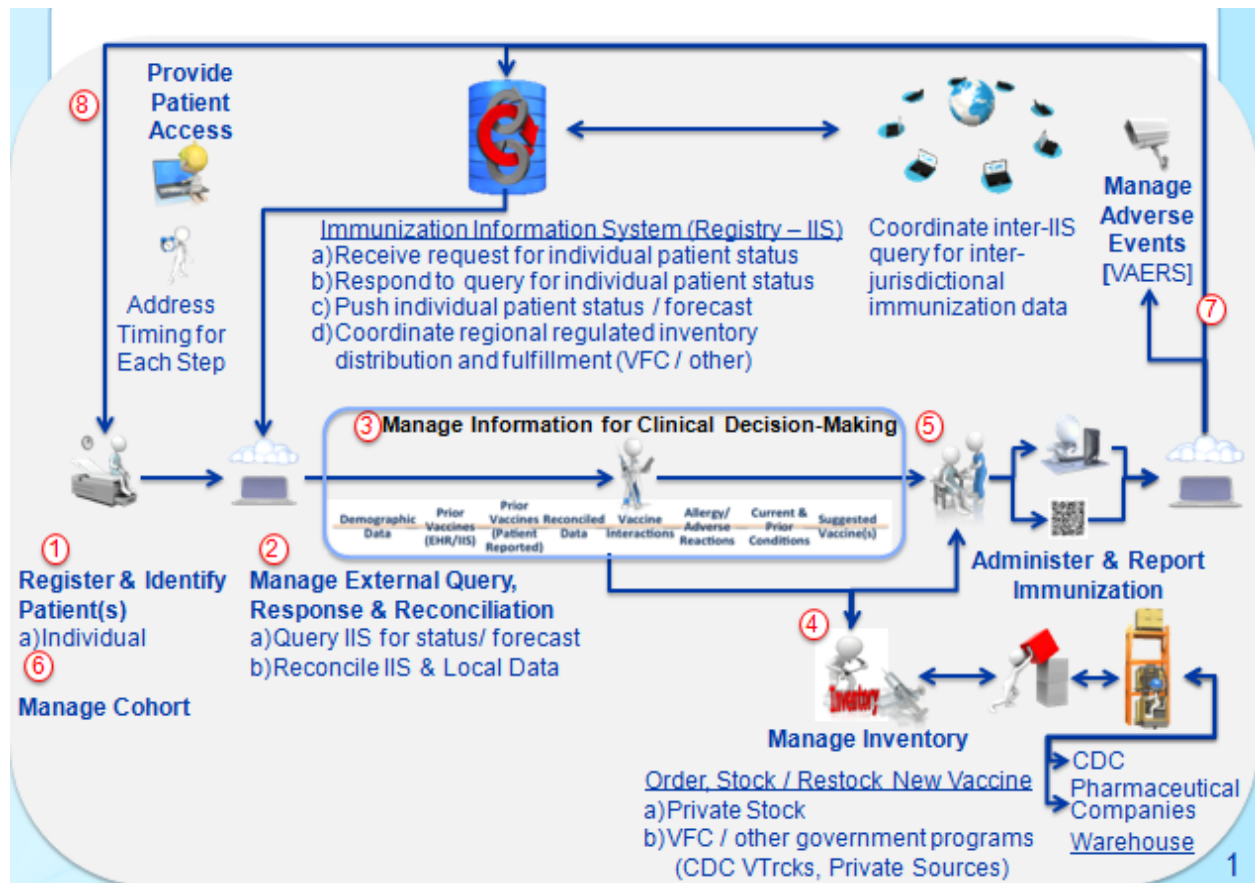 8
Provide
Patient
Access
Address
Timing for
Each Step
Immunization Information System (Registry – IIS)
a)Receive request for individual patient status
b)Respond to query for individual patient status
c)Push individual patient status / forecast
d)Coordinate regional regulated inventory
distribution and fulfillment (VFC / other)
Coordinate inter-IIS
query for inter-
jurisdictional
immunization data
Manage
Adverse
Events
[VAERS]
7
3 Manage Information for Clinical Decision-Making
Demographic
Data
Prior
Vaccines
(EHR/IIS)
Prior
Vaccines
(Patient
Reported)
Reconciled
Data
Vaccine
Interactions
Allergy/
Adverse
Reactions
Current &
Prior
Conditions
Suggested
Vaccine(s)
5
Administer & Report
Immunization
1
Register & Identify
Patient(s)
a)Individual
6
Manage Cohort
2
Manage External Query,
Response & Reconciliation
a)Query IIS for status/ forecast
b)Reconcile IIS & Local Data
4
Inventory
Manage Inventory
Order, Stock / Restock New Vaccine
a)Private Stock
b)VFC / other government programs
(CDC VTrcks, Private Sources)
CDC
Pharmaceutical
Companies
Warehouse
1